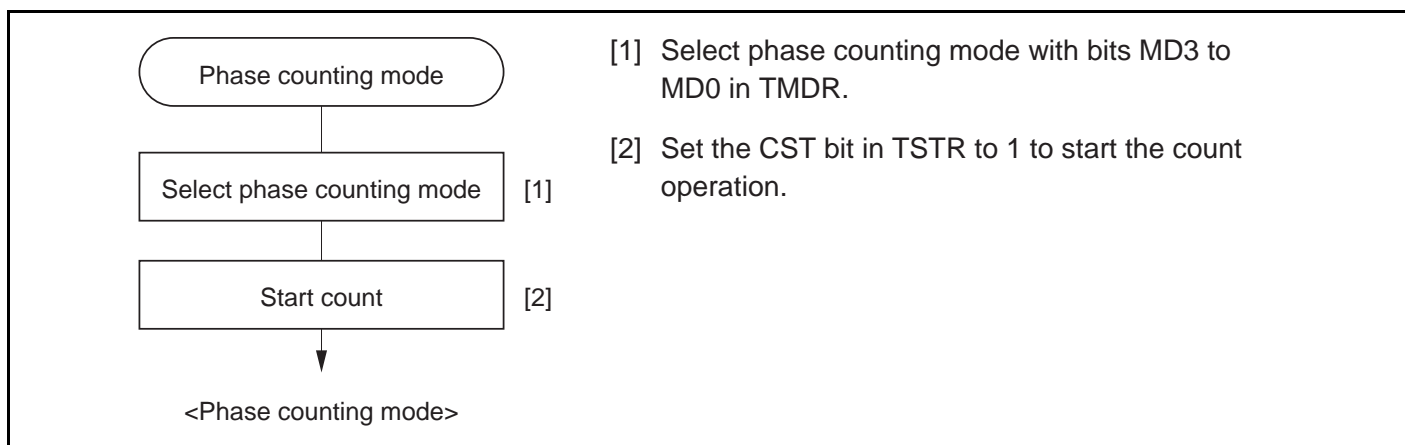 Phase counting mode
Select phase counting mode [1]
Start count [2]
<Phase counting mode>
[1] Select phase counting mode with bits MD3 to
MD0 in TMDR.
[2] Set the CST bit in TSTR to 1 to start the count
operation.